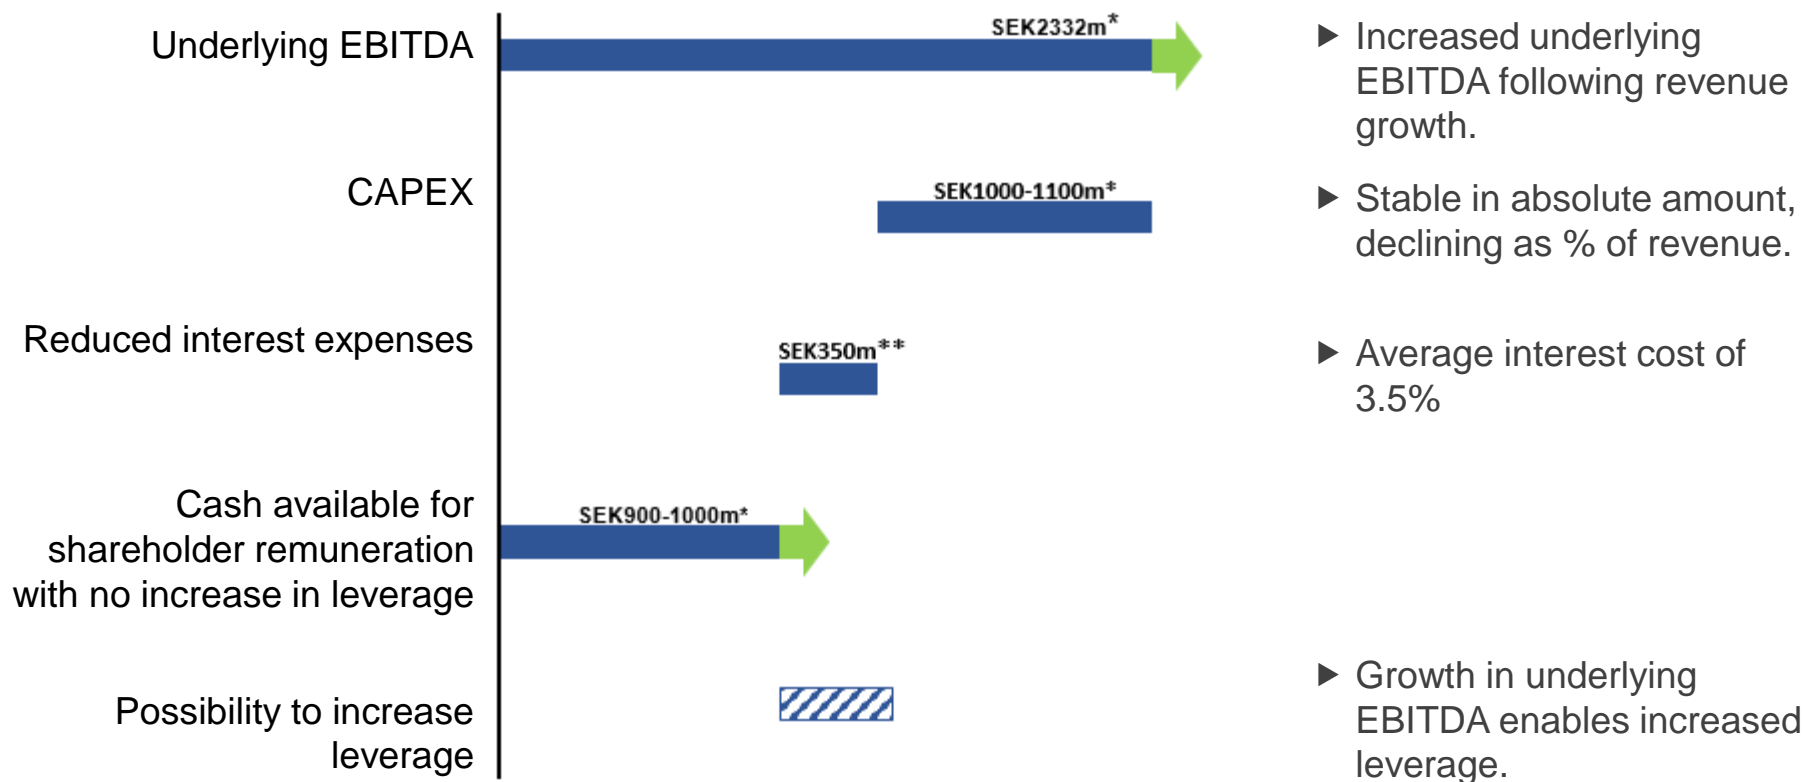 Underlying EBITDA
SEK2332m*
▶ Increased underlying
EBITDA following revenue
growth.
CAPEX
SEK1000-1100m*
▶ Stable in absolute amount,
declining as % of revenue.
Reduced interest expenses
SEK350m**
▶ Average interest cost of
3.5%
Cash available for
shareholder remuneration
with no increase in leverage
SEK900-1000m*
Possibility to increase
leverage
▶ Growth in underlying
EBITDA enables increased
leverage.